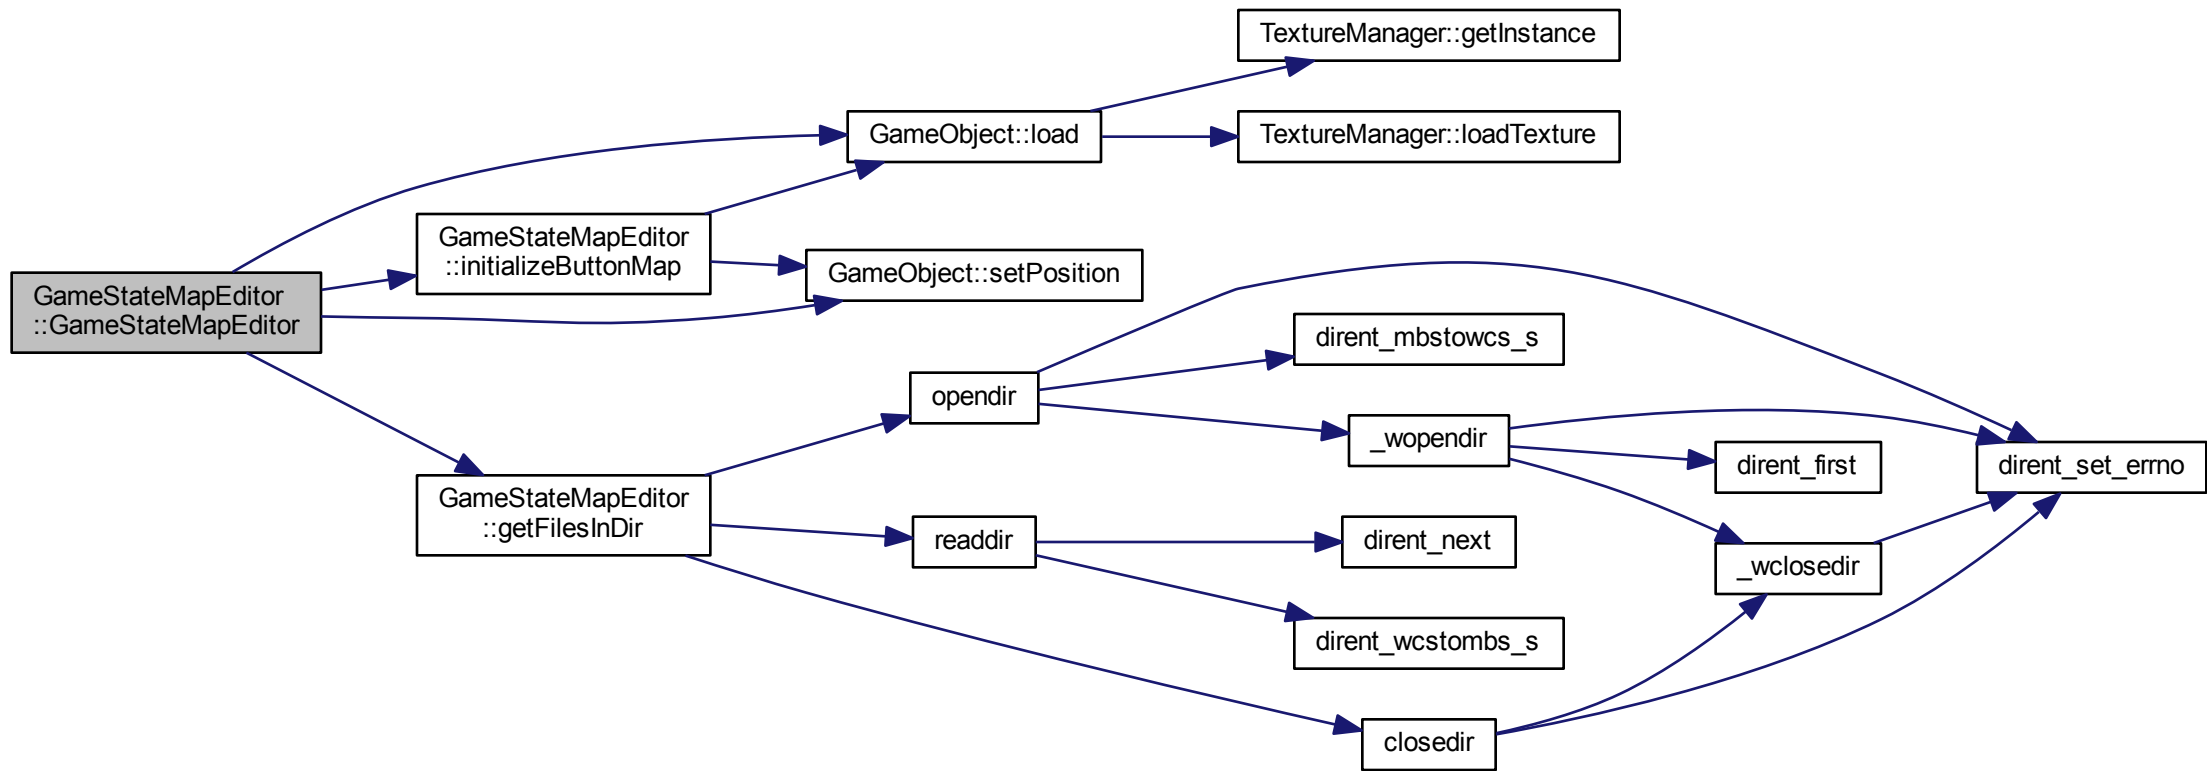 TextureManager::getInstance
GameObject::load
TextureManager::loadTexture
GameStateMapEditor
::initializeButtonMap
GameObject::setPosition
GameStateMapEditor
::GameStateMapEditor
dirent_mbstowcs_s
opendir
_wopendir
dirent_first
dirent_set_errno
GameStateMapEditor
::getFilesInDir
readdir
dirent_next
_wclosedir
dirent_wcstombs_s
closedir